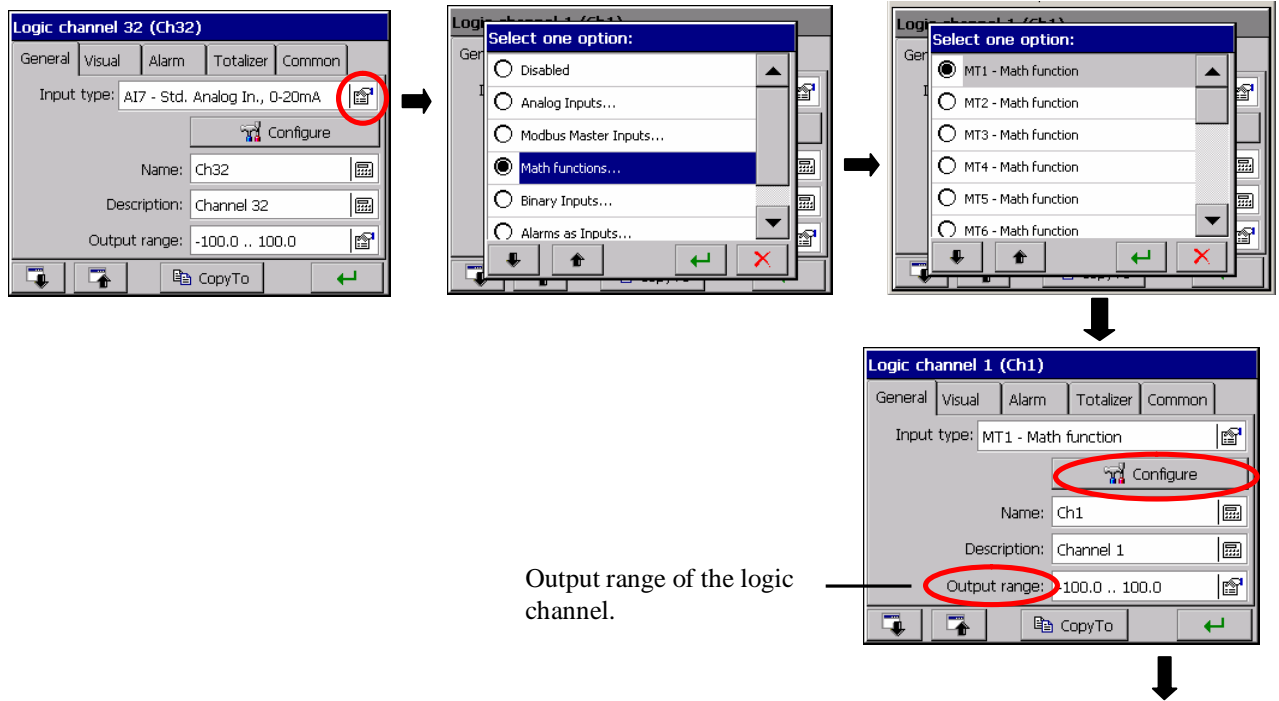 Logic channel 32 (Ch32)
General Visual Alarm Totalizer Common
Input type: AI7 - Std. Analog In., 0-20mA
Configure
Name: Ch32
Description: Channel 32
Output range: -100.0 .. 100.0
CopyTo
Select one option:
Disabled
Analog Inputs...
Modbus Master Inputs...
Math functions...
Binary Inputs...
Alarms as Inputs...
Select one option:
MT1 - Math function
MT2 - Math function
MT3 - Math function
MT4 - Math function
MT5 - Math function
MT6 - Math function
Logic channel 1 (Ch1)
General Visual Alarm Totalizer Common
Input type: MT1 - Math function
Configure
Name: Ch1
Description: Channel 1
Output range: -100.0 .. 100.0
CopyTo
Output range of the logic
channel.